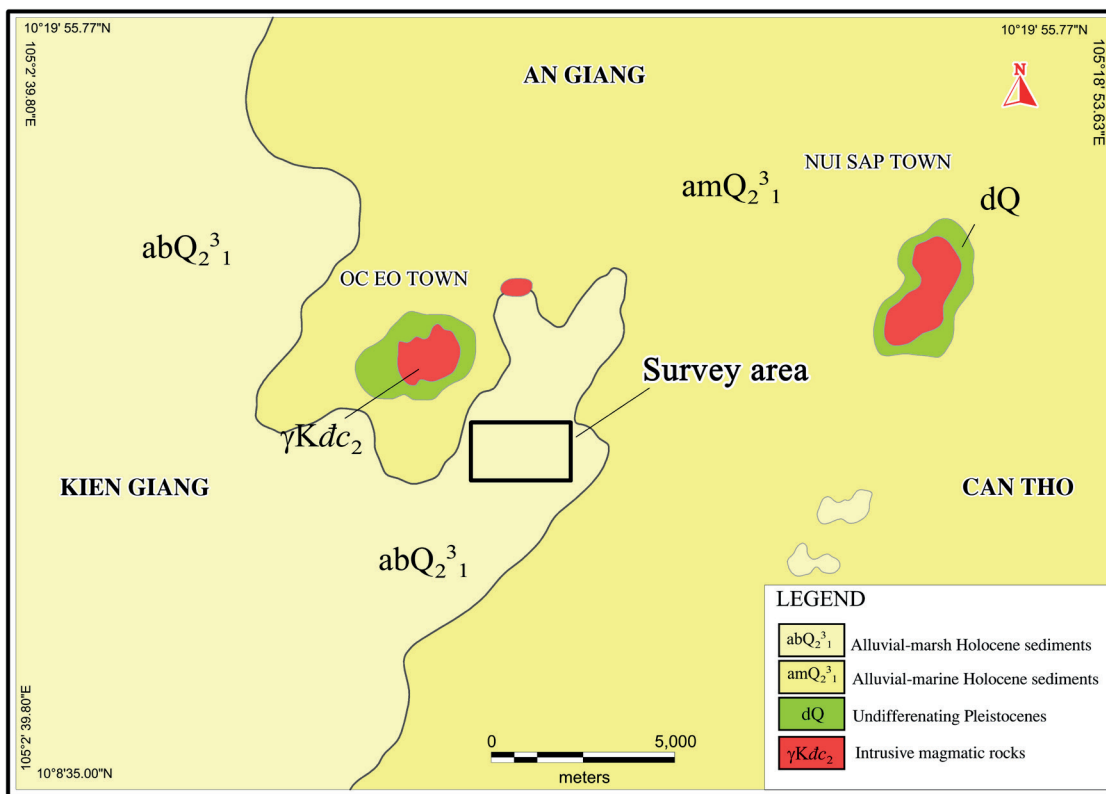 10°19' 55.77"N
10°19' 55.77"N
105°2' 39.80"E
105°18' 53.63"E
AN GIANG
N
NUI SAP TOWN
amQ₂³₁
dQ
abQ₂³₁
OC EO TOWN
Survey area
γKđc₂
KIEN GIANG
CAN THO
abQ₂³₁
LEGEND
abQ₂³₁ Alluvial-marsh Holocene sediments
amQ₂³₁ Alluvial-marine Holocene sediments
dQ Undifferenating Pleistocenes
γKđc₂ Intrusive magmatic rocks
105°2' 39.80"E
10°8'35.00"N
0 5,000
meters